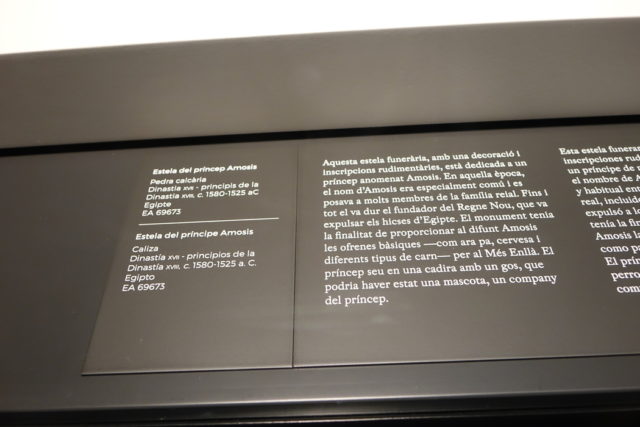 Estela del príncep Amosis
Pedra calcària
Dinastia XVII - principis de la
Dinastia XVIII, c. 1580-1525 aC
Egipte
EA 69673
Estela del príncipe Amosis
Caliza
Dinastía XVII - principios de la
Dinastía XVIII, c. 1580-1525 a. C.
Egipto
EA 69673
Aquesta estela funerària, amb una decoració i
inscripcions rudimentàries, està dedicada a un
príncep anomenat Amosis. En aquella època,
el nom d'Amosis era especialment comú i es
posava a molts membres de la família reial. Fins i
tot el va dur el fundador del Regne Nou, que va
expulsar els hicses d'Egipte. El monument tenia
la finalitat de proporcionar al difunt Amosis
les ofrenes bàsiques —com ara pa, cervesa i
diferents tipus de carn— per al Més Enllà. El
príncep seu en una cadira amb un gos, que
podria haver estat una mascota, un company
del príncep.
Esta estela funerar
inscripciones rud
un príncipe de
el nombre de A
y habitual en
real, incluid
expulsó a
tenía la fi
Amosis la
como pa
El prín
perro
com